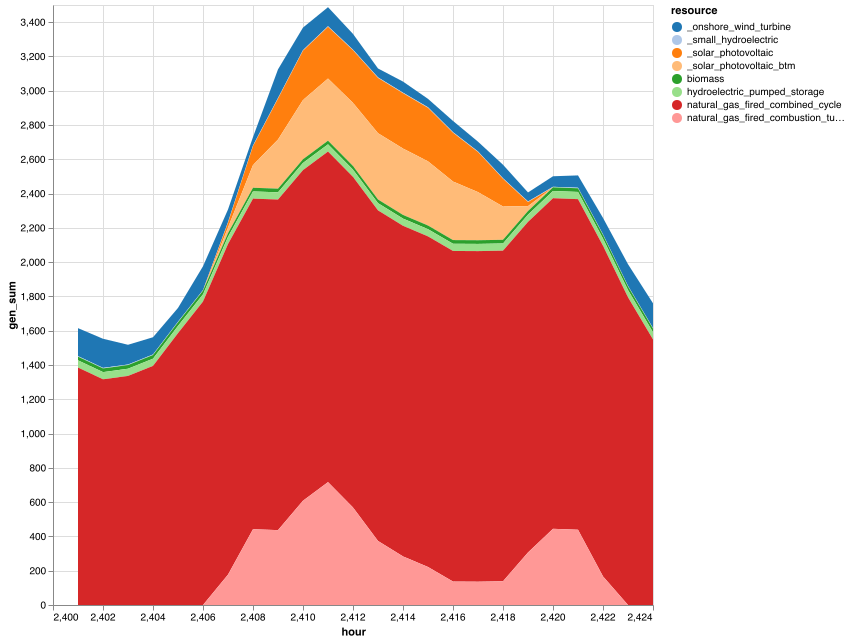 resource
_onshore_wind_turbine
_small_hydroelectric
_solar_photovoltaic
_solar_photovoltaic_btm
biomass
hydroelectric_pumped_storage
natural_gas_fired_combined_cycle
natural_gas_fired_combustion_tu…
gen_sum
3,400
3,200
3,000
2,800
2,600
2,400
2,200
2,000
1,800
1,600
1,400
1,200
1,000
800
600
400
200
0
2,400 2,402 2,404 2,406 2,408 2,410 2,412 2,414 2,416 2,418 2,420 2,422 2,424
hour